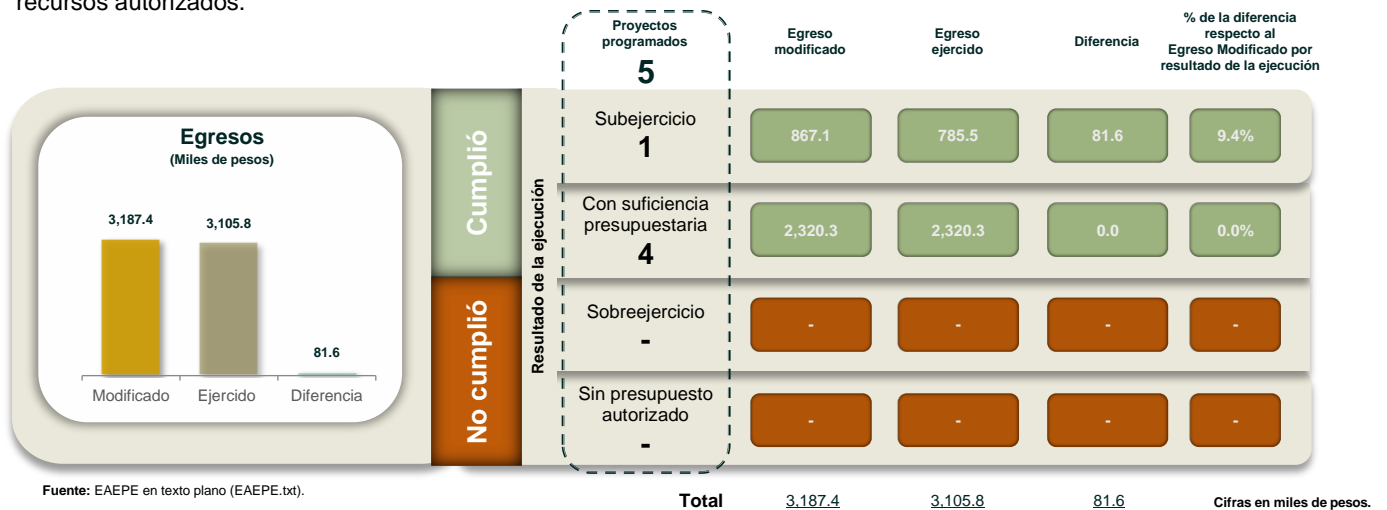 recursos autorizados.
Proyectos
programados
5
Egreso
modificado
Egreso
ejercido
Diferencia
% de la diferencia
respecto al
Egreso Modificado por
resultado de la ejecución
Egresos
(Miles de pesos)
3,187.4
3,105.8
81.6
Modificado
Ejercido
Diferencia
Cumplió
No cumplió
Resultado de la ejecución
Subejercicio
1
867.1
785.5
81.6
9.4%
Con suficiencia
presupuestaria
4
2,320.3
2,320.3
0.0
0.0%
Sobreejercicio
-
-
-
-
-
Sin presupuesto
autorizado
-
-
-
-
-
Fuente: EAEPE en texto plano (EAEPE.txt).
Total
3,187.4
3,105.8
81.6
Cifras en miles de pesos.